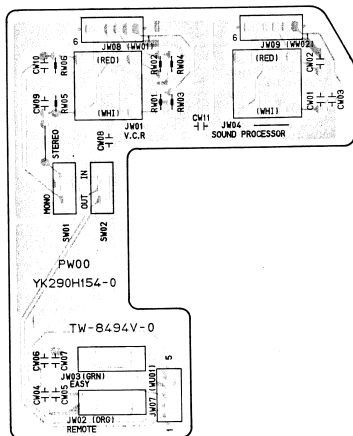 6
JW08 (WW01)
6
JW09 (WW02)
CW10
RW06
(RED)
RW02
RW04
(RED)
CW02
CW09
RW05
(WHI)
RW01
RW03
(WHI)
CW01
CW03
JW01
V.C.R
CW11
JW04
SOUND PROCESSOR
STEREO
MONO
CW08
IN
OUT
SW01
SW02
PW00
YK290H154-0
TW-8494V-0
CW06
CW07
JW03(GRN)
EASY
5
CW04
CW05
JW07 (WU01)
1
JW02 (ORG)
REMOTE